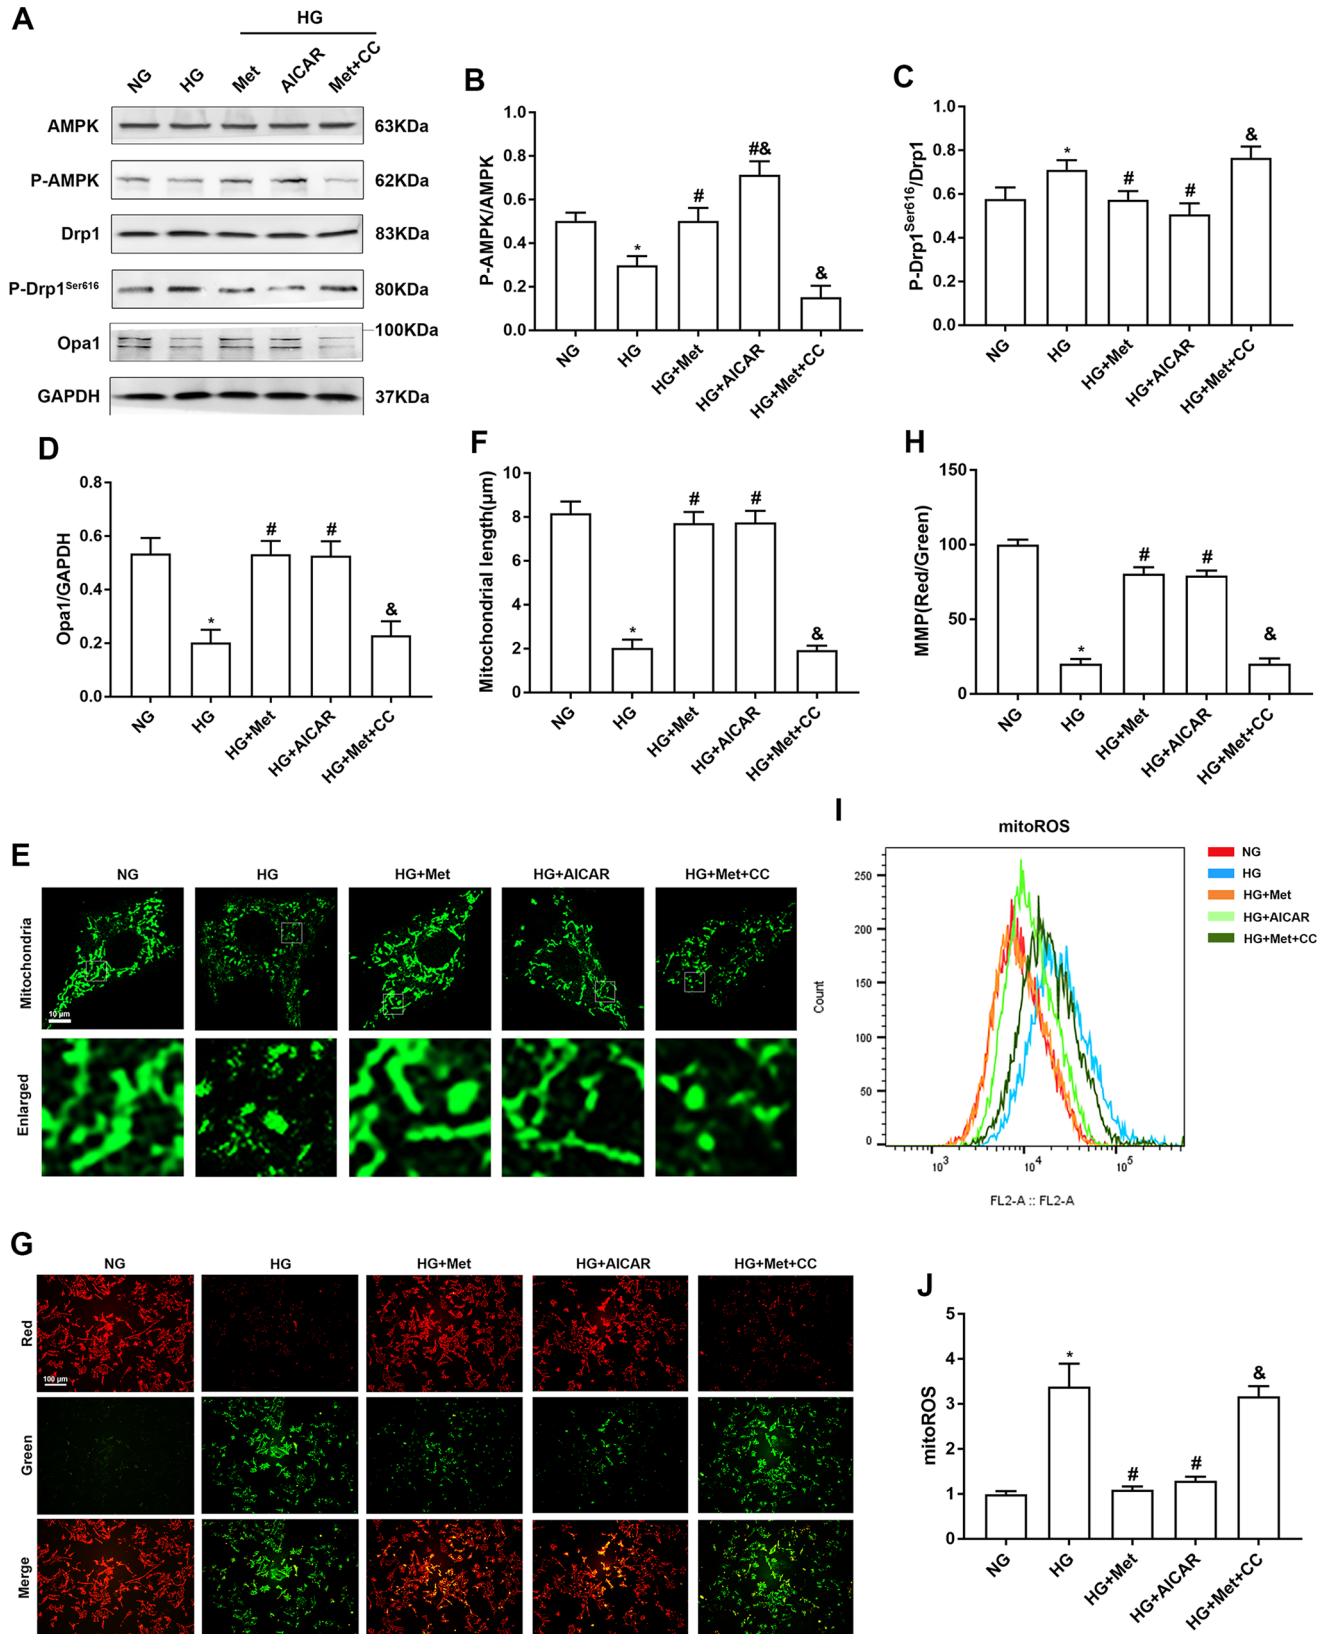 A
HG
NG HG Met AICAR Met+CC
AMPK 63KDa
P-AMPK 62KDa
Drp1 83KDa
P-Drp1Ser616 80KDa
100KDa
Opa1
GAPDH 37KDa
B
P-AMPK/AMPK
1.0
0.8
0.6
0.4
0.2
0.0
* # #& &
NG HG HG+Met HG+AICAR HG+Met+CC
C
P-Drp1Ser616/Drp1
1.0
0.8
0.6
0.4
0.2
0.0
* # # &
NG HG HG+Met HG+AICAR HG+Met+CC
D
Opa1/GAPDH
0.8
0.6
0.4
0.2
0.0
* # # &
NG HG HG+Met HG+AICAR HG+Met+CC
F
Mitochondrial length(μm)
10
8
6
4
2
0
* # # &
NG HG HG+Met HG+AICAR HG+Met+CC
H
MMP(Red/Green)
150
100
50
0
* # # &
NG HG HG+Met HG+AICAR HG+Met+CC
E
NG HG HG+Met HG+AICAR HG+Met+CC
Mitochondria
10 μm
Enlarged
I
mitoROS
Count
250
200
150
100
50
0
103 104 105
FL2-A :: FL2-A
NG
HG
HG+Met
HG+AICAR
HG+Met+CC
G
NG HG HG+Met HG+AICAR HG+Met+CC
Red
100 μm
Green
Merge
J
mitoROS
5
4
3
2
1
0
* # # &
NG HG HG+Met HG+AICAR HG+Met+CC